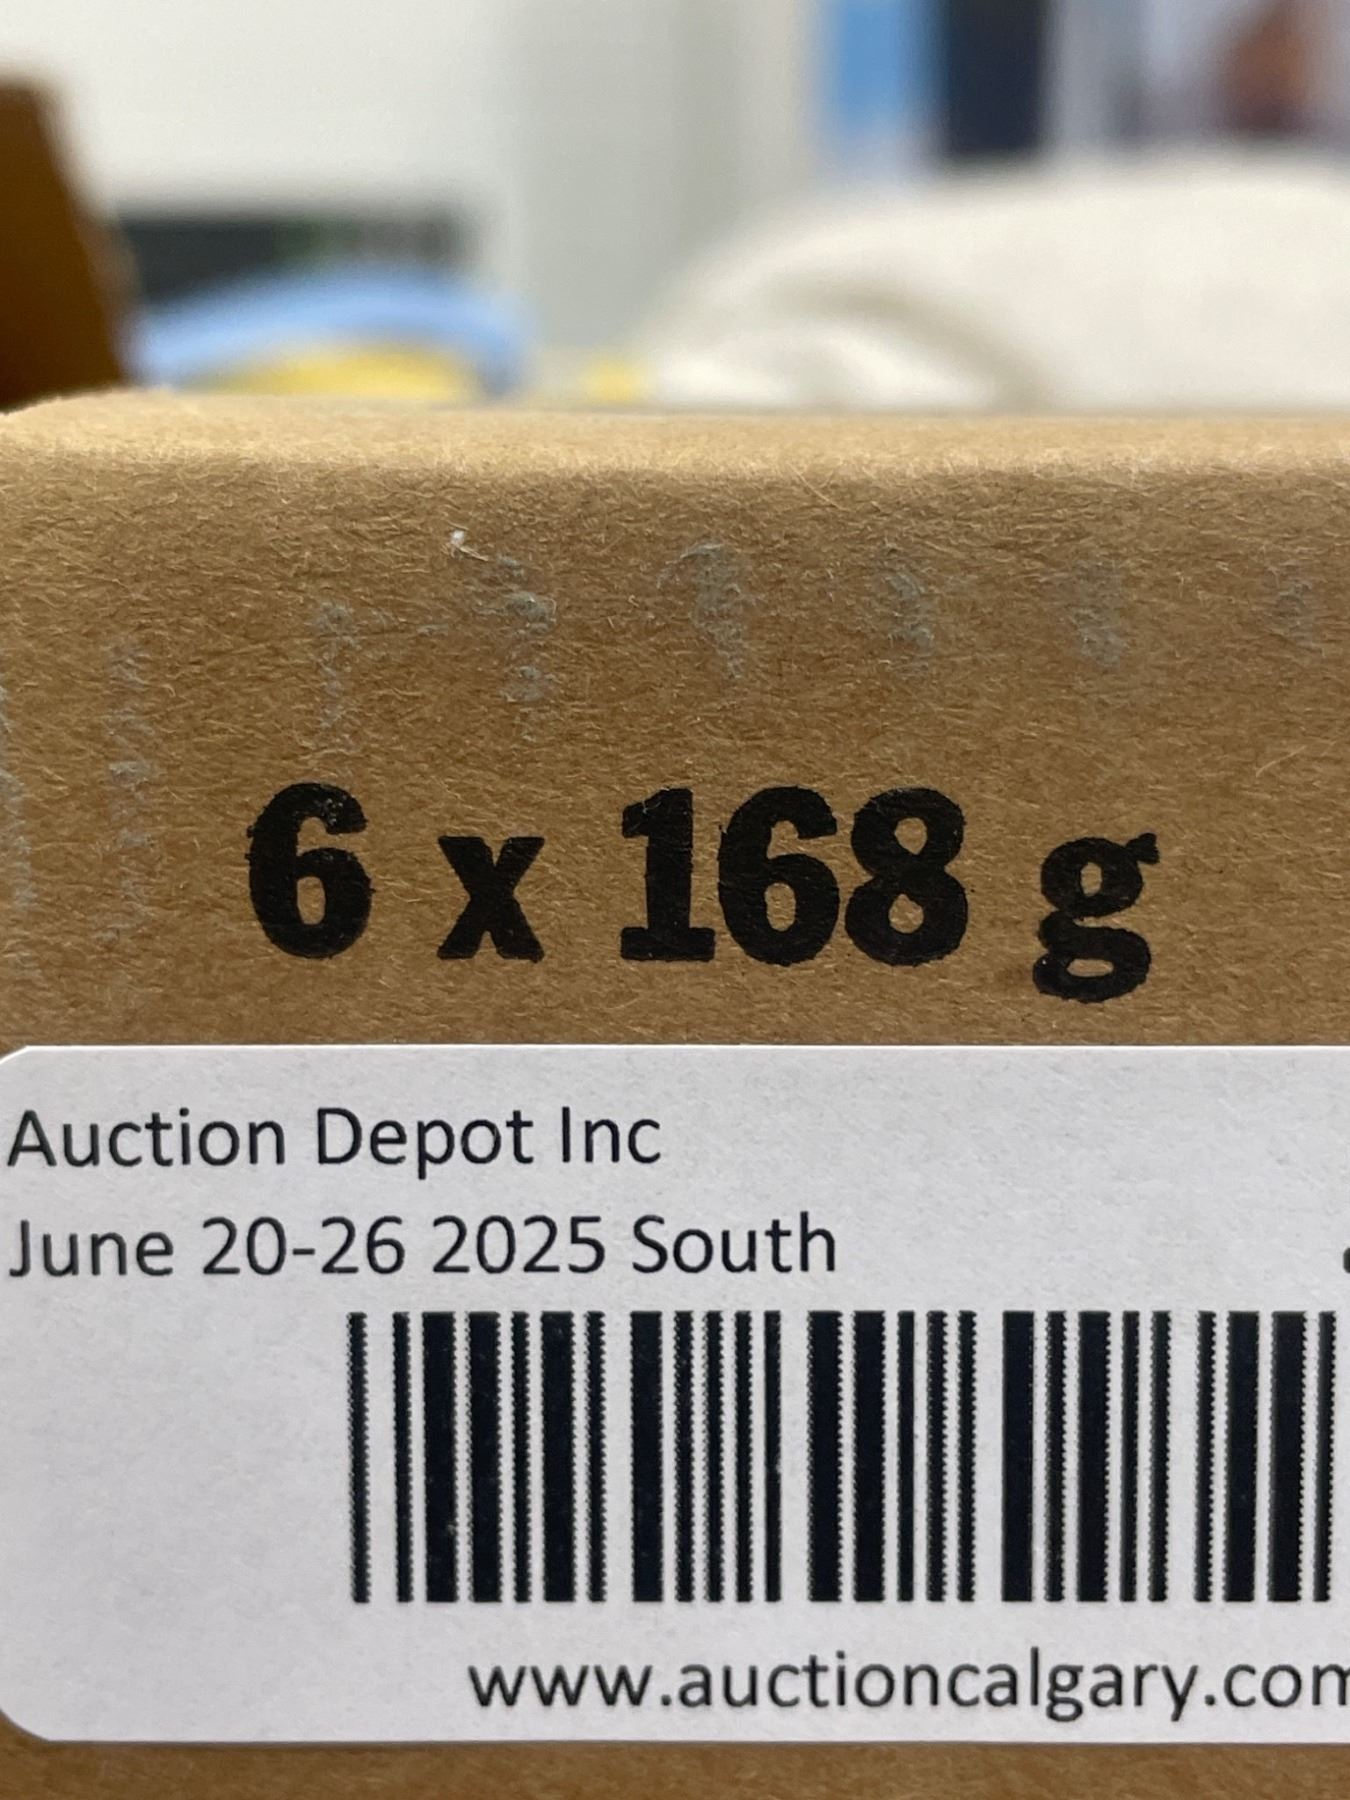 6 x 168 g
Auction Depot Inc
June 20-26 2025 South
www.auctioncalgary.com